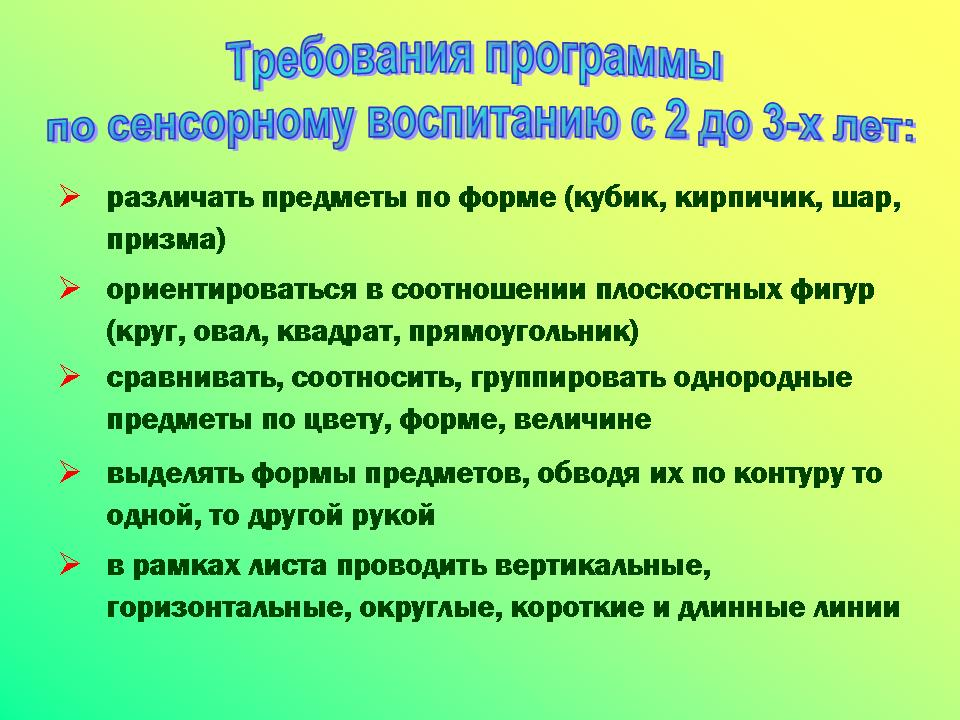 Требования программы
по сенсорному воспитанию с 2 до 3-х лет:
различать предметы по форме (кубик, кирпичик, шар,
призма)
ориентироваться в соотношении плоскостных фигур
(круг, овал, квадрат, прямоугольник)
сравнивать, соотносить, группировать однородные
предметы по цвету, форме, величине
выделять формы предметов, обводя их по контуру то
одной, то другой рукой
в рамках листа проводить вертикальные,
горизонтальные, округлые, короткие и длинные линии